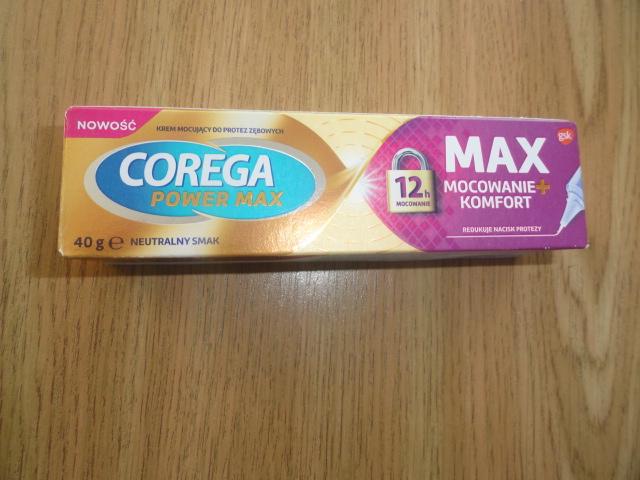 NOWOŚĆ
KREM MOCUJĄCY DO PROTEZ ZĘBOWYCH
COREGA
POWER MAX
40 g ℮ NEUTRALNY SMAK
12h
MOCOWANIE
gsk
MAX
MOCOWANIE+
KOMFORT
REDUKUJE NACISK PROTEZY